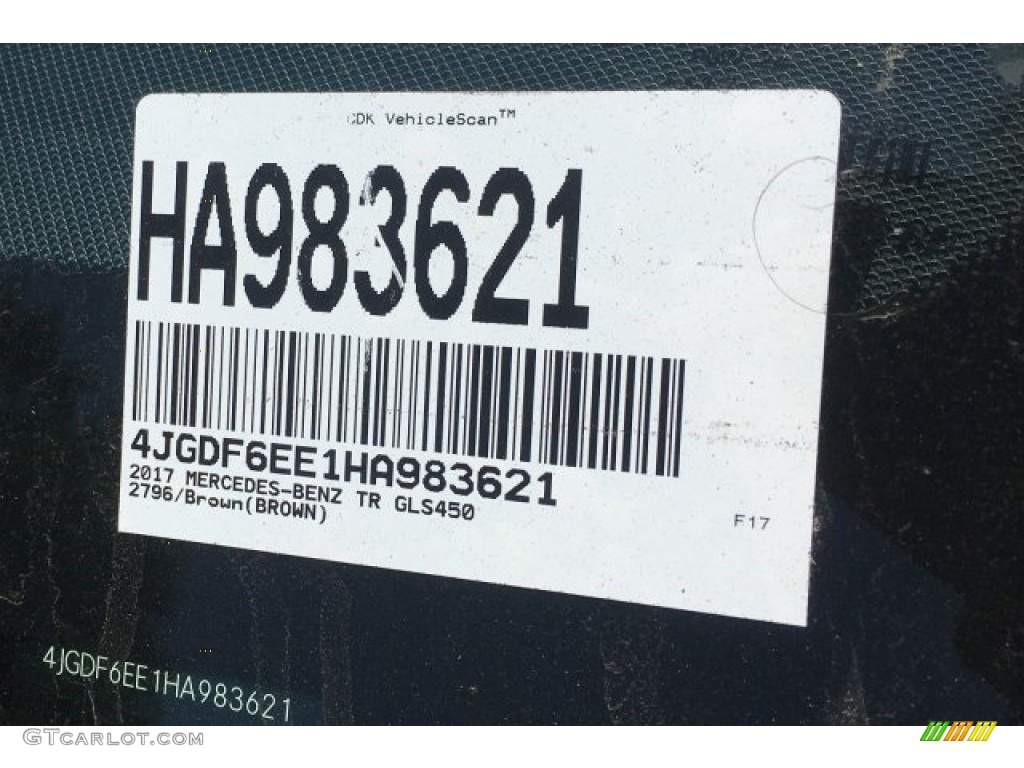 CDK VehicleScan™
HA983621
4JGDF6EE1HA983621
2017 MERCEDES-BENZ TR GLS450
2796/Brown(BROWN)
F17
4JGDF6EE1HA983621
GTCARLOT.COM